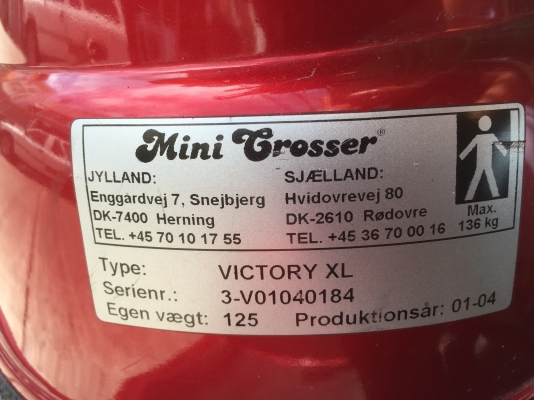 Mini Crosser®
JYLLAND: SJÆLLAND:
Enggårdvej 7, Snejbjerg Hvidovrevej 80
DK-7400 Herning DK-2610 Rødovre
TEL. +45 70 10 17 55 TEL. +45 36 70 00 16
Max.
136 kg
Type: VICTORY XL
Serienr.: 3-V01040184
Egen vægt: 125 Produktionsår: 01-04